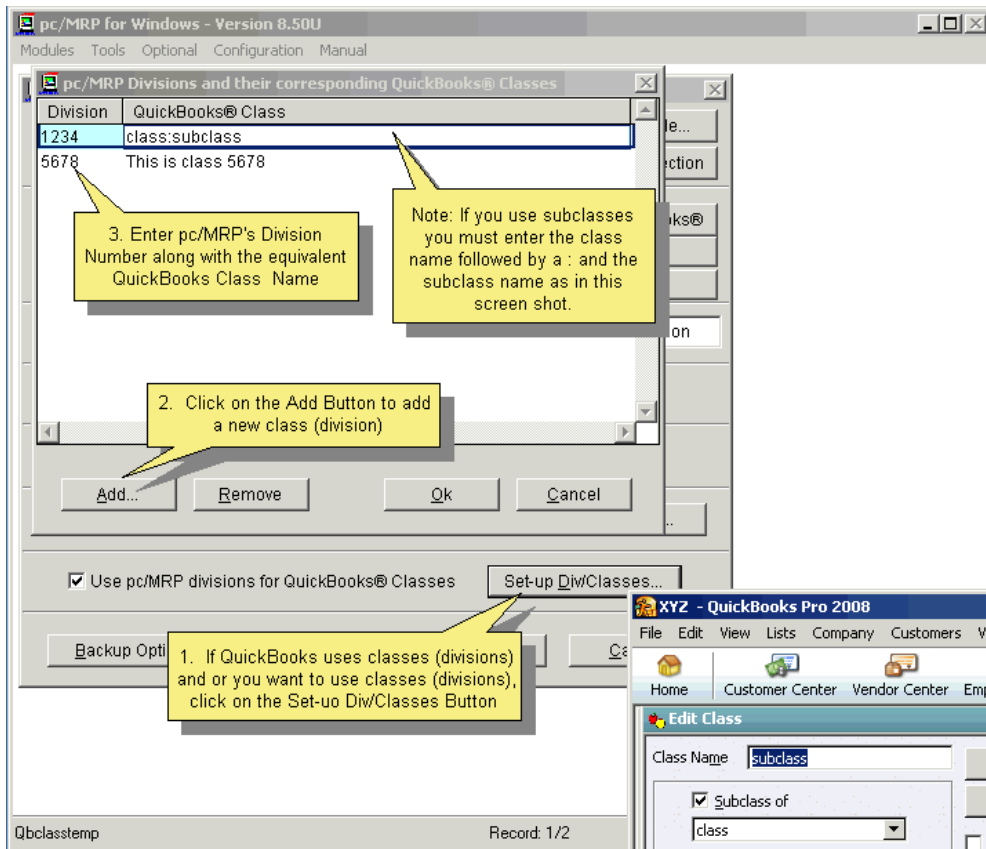 pc/MRP for Windows - Version 8.50U
Modules Tools Optional Configuration Manual
pc/MRP Divisions and their corresponding QuickBooks® Classes
Division QuickBooks® Class
1234 class:subclass
5678 This is class 5678
le...
ction
ks®
on
3. Enter pc/MRP's Division
Number along with the equivalent
QuickBooks Class Name
Note: If you use subclasses
you must enter the class
name followed by a : and the
subclass name as in this
screen shot.
2. Click on the Add Button to add
a new class (division)
Add... Remove Ok Cancel
..
Use pc/MRP divisions for QuickBooks® Classes Set-up Div/Classes...
Backup Opti Ca
1. If QuickBooks uses classes (divisions)
and or you want to use classes (divisions),
click on the Set-uo Div/Classes Button
XYZ - QuickBooks Pro 2008
File Edit View Lists Company Customers V
Home Customer Center Vendor Center Emp
Edit Class
Class Name subclass
Subclass of
class
Qbclasstemp Record: 1/2